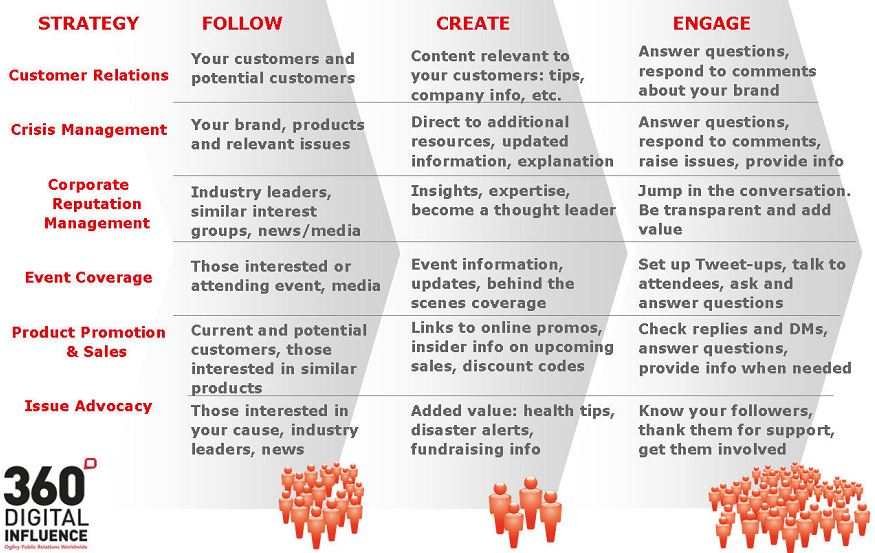 STRATEGY FOLLOW CREATE ENGAGE
Customer Relations
Your customers and
potential customers
Content relevant to
your customers: tips,
company info, etc.
Answer questions,
respond to comments
about your brand
Crisis Management
Your brand, products
and relevant issues
Direct to additional
resources, updated
information, explanation
Answer questions,
respond to comments,
raise issues, provide info
Corporate
Reputation
Management
Industry leaders,
similar interest
groups, news/media
Insights, expertise,
become a thought leader
Jump in the conversation.
Be transparent and add
value
Event Coverage
Those interested or
attending event, media
Event information,
updates, behind the
scenes coverage
Set up Tweet-ups, talk to
attendees, ask and
answer questions
Product Promotion
& Sales
Current and potential
customers, those
interested in similar
products
Links to online promos,
insider info on upcoming
sales, discount codes
Check replies and DMs,
answer questions,
provide info when needed
Issue Advocacy
Those interested in
your cause, industry
leaders, news
Added value: health tips,
disaster alerts,
fundraising info
Know your followers,
thank them for support,
get them involved
360
DIGITAL
INFLUENCE
Ogilvy Public Relations Worldwide